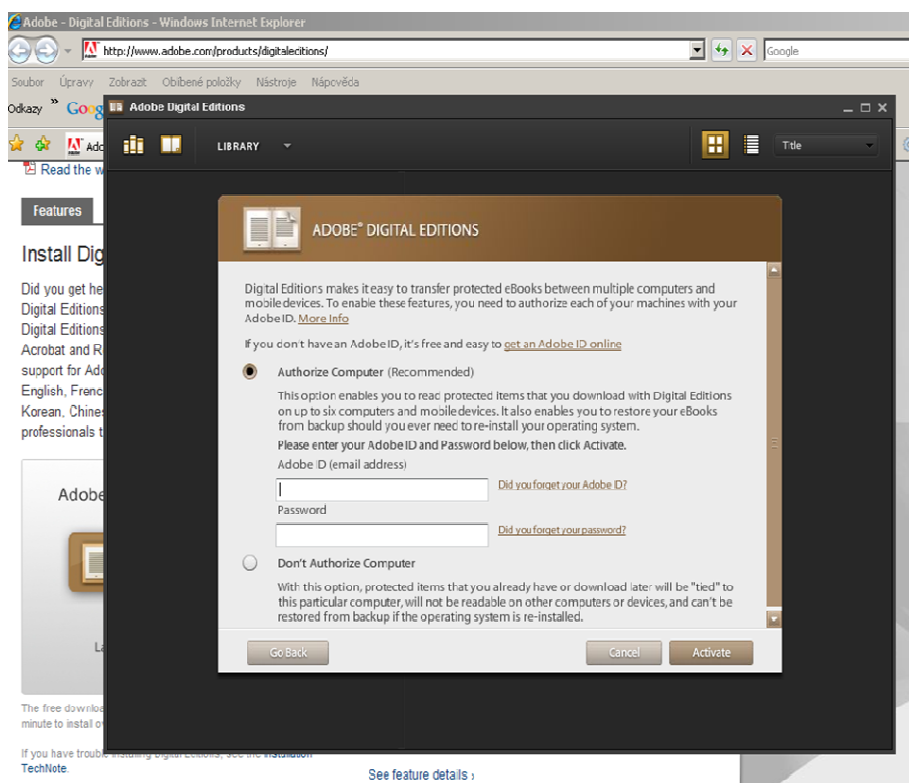 Adobe - Digital Editions - Windows Internet Explorer
http://www.adobe.com/products/digitaleditions/
Google
Soubor Úpravy Zobrazit Oblíbené položky Nástroje Nápověda
Odkazy » Goog
Adobe Digital Editions
Ado
LIBRARY
Title
Read the w
Features
ADOBE® DIGITAL EDITIONS
Install Dig
Did you get he
Digital Editions
Digital Editions
Acrobat and R
support for Ado
English, Frenc
Korean, Chine
professionals t
Adobe
La
The free downloa
minute to install o
If you have trouble installing Digital Editions, see the Installation
TechNote.
See feature details ›
Digital Editions makes it easy to transfer protected eBooks between multiple computers and
mobile devices. To enable these features, you need to authorize each of your machines with your
Adobe ID. More Info
If you don't have an Adobe ID, it's free and easy to get an Adobe ID online
Authorize Computer (Recommended)
This option enables you to read protected items that you download with Digital Editions
on up to six computers and mobile devices. It also enables you to restore your eBooks
from backup should you ever need to re-install your operating system.
Please enter your Adobe ID and Password below, then click Activate.
Adobe ID (email address)
Did you forget your Adobe ID?
Password
Did you forget your password?
Don't Authorize Computer
With this option, protected items that you already have or download later will be "tied" to
this particular computer, will not be readable on other computers or devices, and can't be
restored from backup if the operating system is re-installed.
Go Back
Cancel
Activate